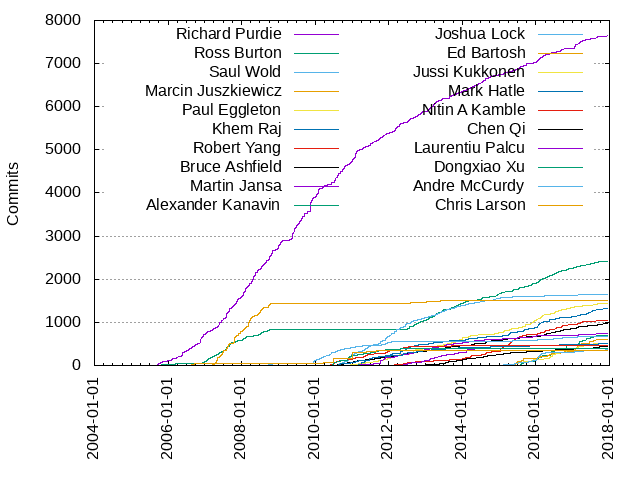 8000
7000
6000
5000
4000
3000
2000
1000
0
Commits
Richard Purdie
Ross Burton
Saul Wold
Marcin Juszkiewicz
Paul Eggleton
Khem Raj
Robert Yang
Bruce Ashfield
Martin Jansa
Alexander Kanavin
Joshua Lock
Ed Bartosh
Jussi Kukkonen
Mark Hatle
Nitin A Kamble
Chen Qi
Laurentiu Palcu
Dongxiao Xu
Andre McCurdy
Chris Larson
2004-01-01
2006-01-01
2008-01-01
2010-01-01
2012-01-01
2014-01-01
2016-01-01
2018-01-01